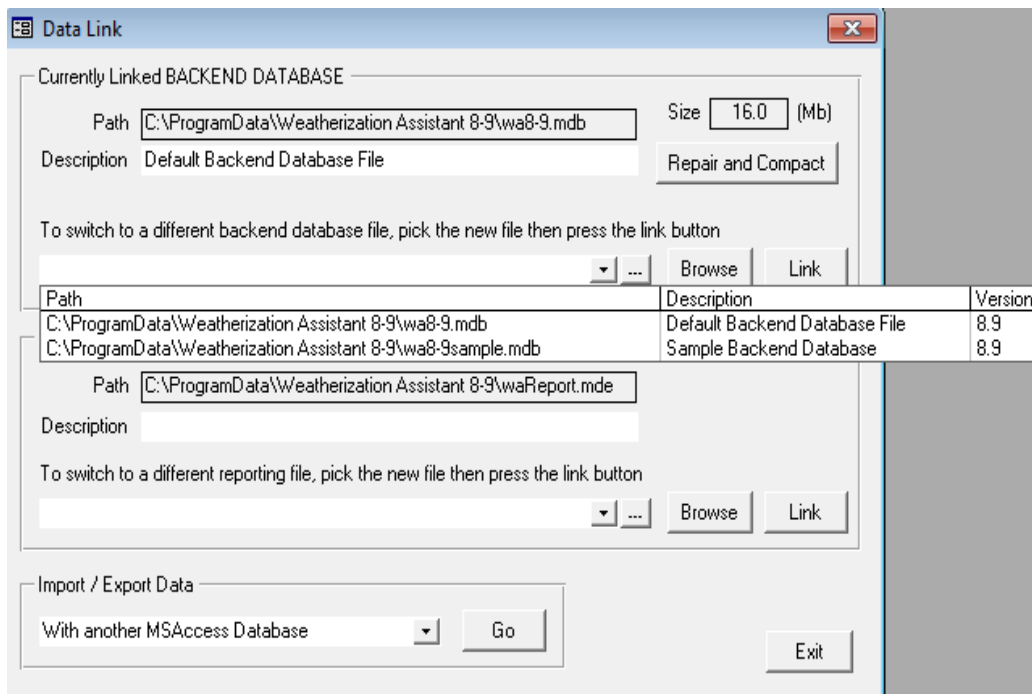 Data Link
Currently Linked BACKEND DATABASE
Path C:\ProgramData\Weatherization Assistant 8-9\wa8-9.mdb Size 16.0 (Mb)
Description Default Backend Database File Repair and Compact
To switch to a different backend database file, pick the new file then press the link button
... Browse Link
Path Description Version
C:\ProgramData\Weatherization Assistant 8-9\wa8-9.mdb Default Backend Database File 8.9
C:\ProgramData\Weatherization Assistant 8-9\wa8-9sample.mdb Sample Backend Database 8.9
Path C:\ProgramData\Weatherization Assistant 8-9\waReport.mde
Description
To switch to a different reporting file, pick the new file then press the link button
... Browse Link
Import / Export Data
With another MSAccess Database Go
Exit